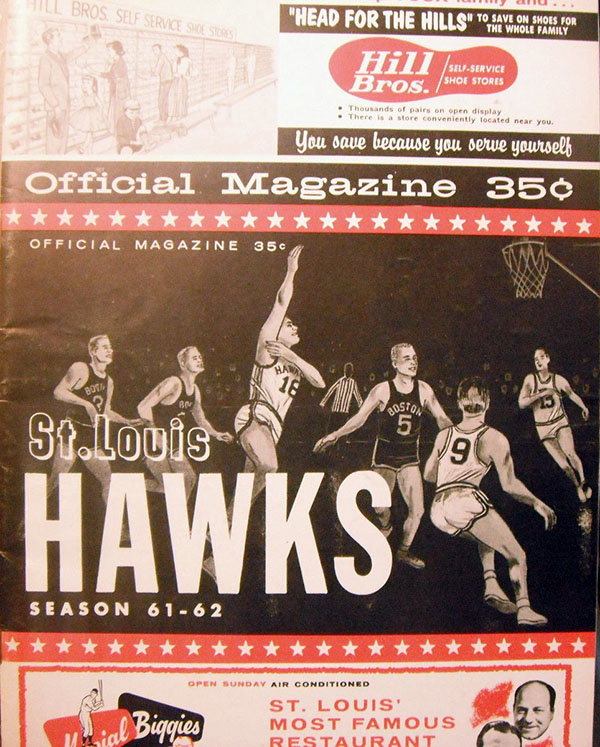 family and...
HILL BROS. SELF SERVICE SHOE STORES
"HEAD FOR THE HILLS" TO SAVE ON SHOES FOR
THE WHOLE FAMILY
Hill
Bros.
SELF-SERVICE
SHOE STORES
• Thousands of pairs on open display
• There is a store conveniently located near you.
You save because you serve yourself
Official Magazine 35¢
OFFICIAL MAGAZINE 35¢
HAWK
16
BOSTON
5
9
15
St. Louis
HAWKS
SEASON 61-62
OPEN SUNDAY AIR CONDITIONED
ST. LOUIS'
MOST FAMOUS
RESTAURANT
Biggies